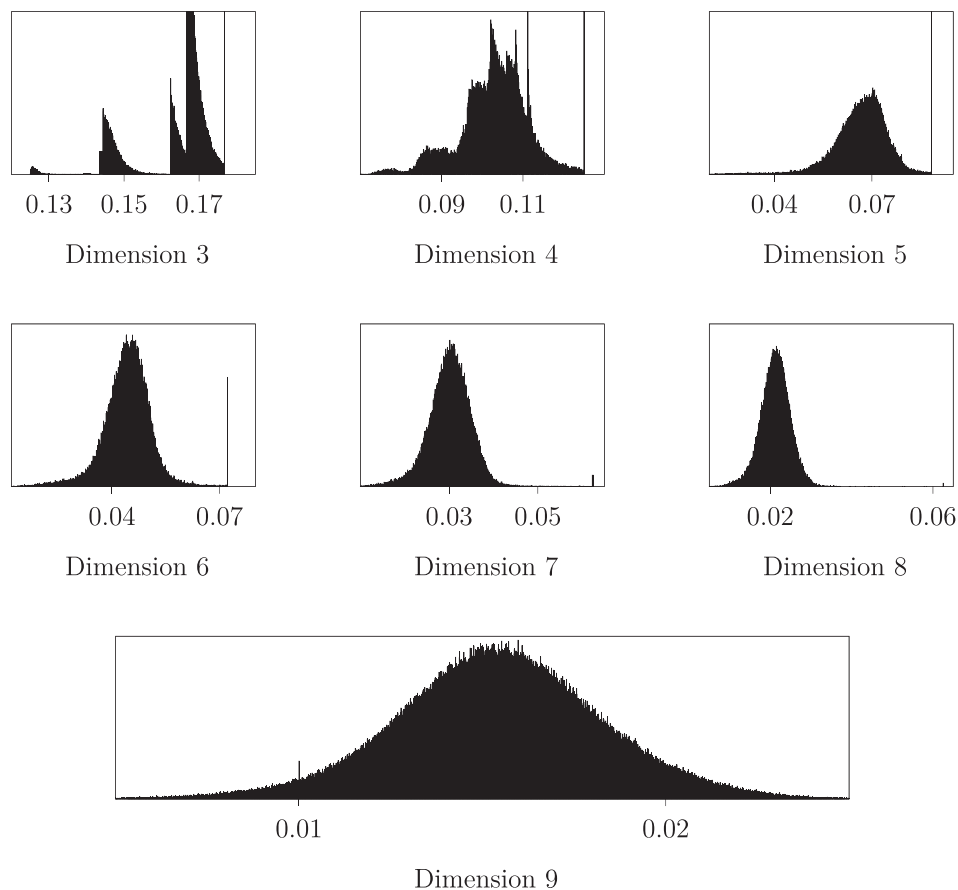 0.13 0.15 0.17 0.09 0.11 0.04 0.07
Dimension 3 Dimension 4 Dimension 5
0.04 0.07 0.03 0.05 0.02 0.06
Dimension 6 Dimension 7 Dimension 8
0.01 0.02
Dimension 9